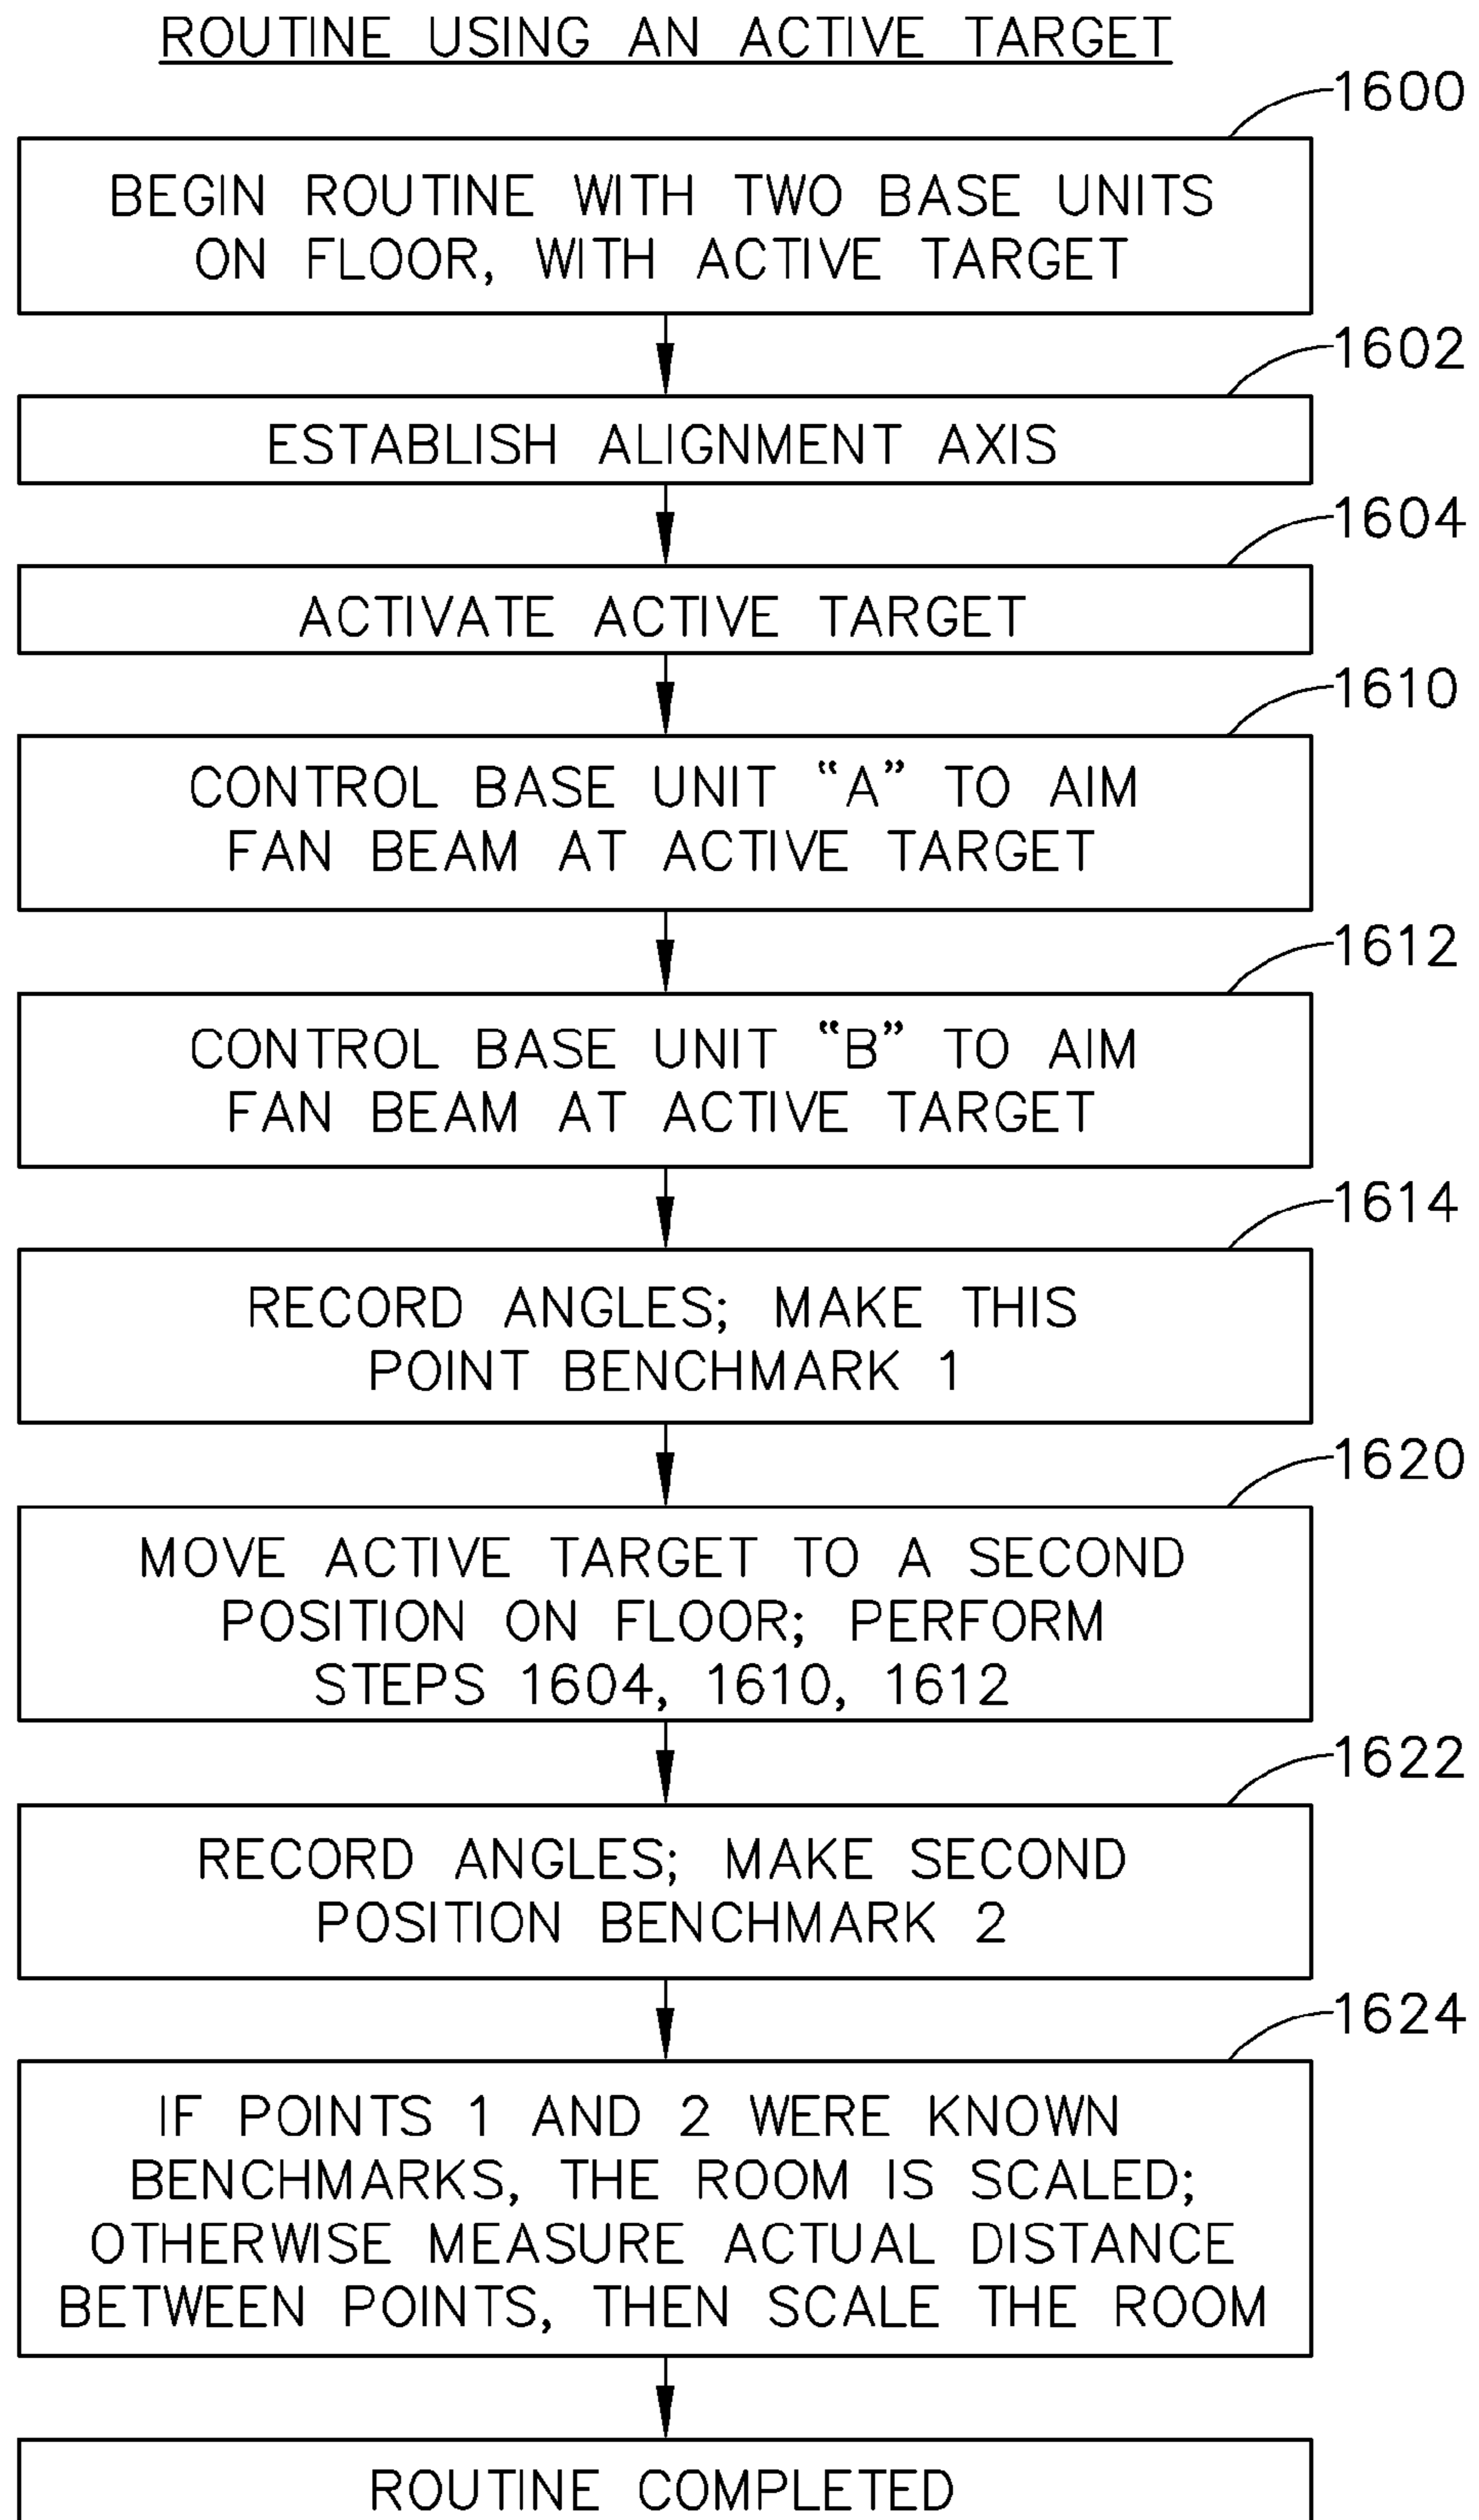 ROUTINE USING AN ACTIVE TARGET
1600
BEGIN ROUTINE WITH TWO BASE UNITS
ON FLOOR, WITH ACTIVE TARGET
1602
ESTABLISH ALIGNMENT AXIS
1604
ACTIVATE ACTIVE TARGET
1610
CONTROL BASE UNIT “A” TO AIM
FAN BEAM AT ACTIVE TARGET
1612
CONTROL BASE UNIT “B” TO AIM
FAN BEAM AT ACTIVE TARGET
1614
RECORD ANGLES; MAKE THIS
POINT BENCHMARK 1
1620
MOVE ACTIVE TARGET TO A SECOND
POSITION ON FLOOR; PERFORM
STEPS 1604, 1610, 1612
1622
RECORD ANGLES; MAKE SECOND
POSITION BENCHMARK 2
1624
IF POINTS 1 AND 2 WERE KNOWN
BENCHMARKS, THE ROOM IS SCALED;
OTHERWISE MEASURE ACTUAL DISTANCE
BETWEEN POINTS, THEN SCALE THE ROOM
ROUTINE COMPLETED